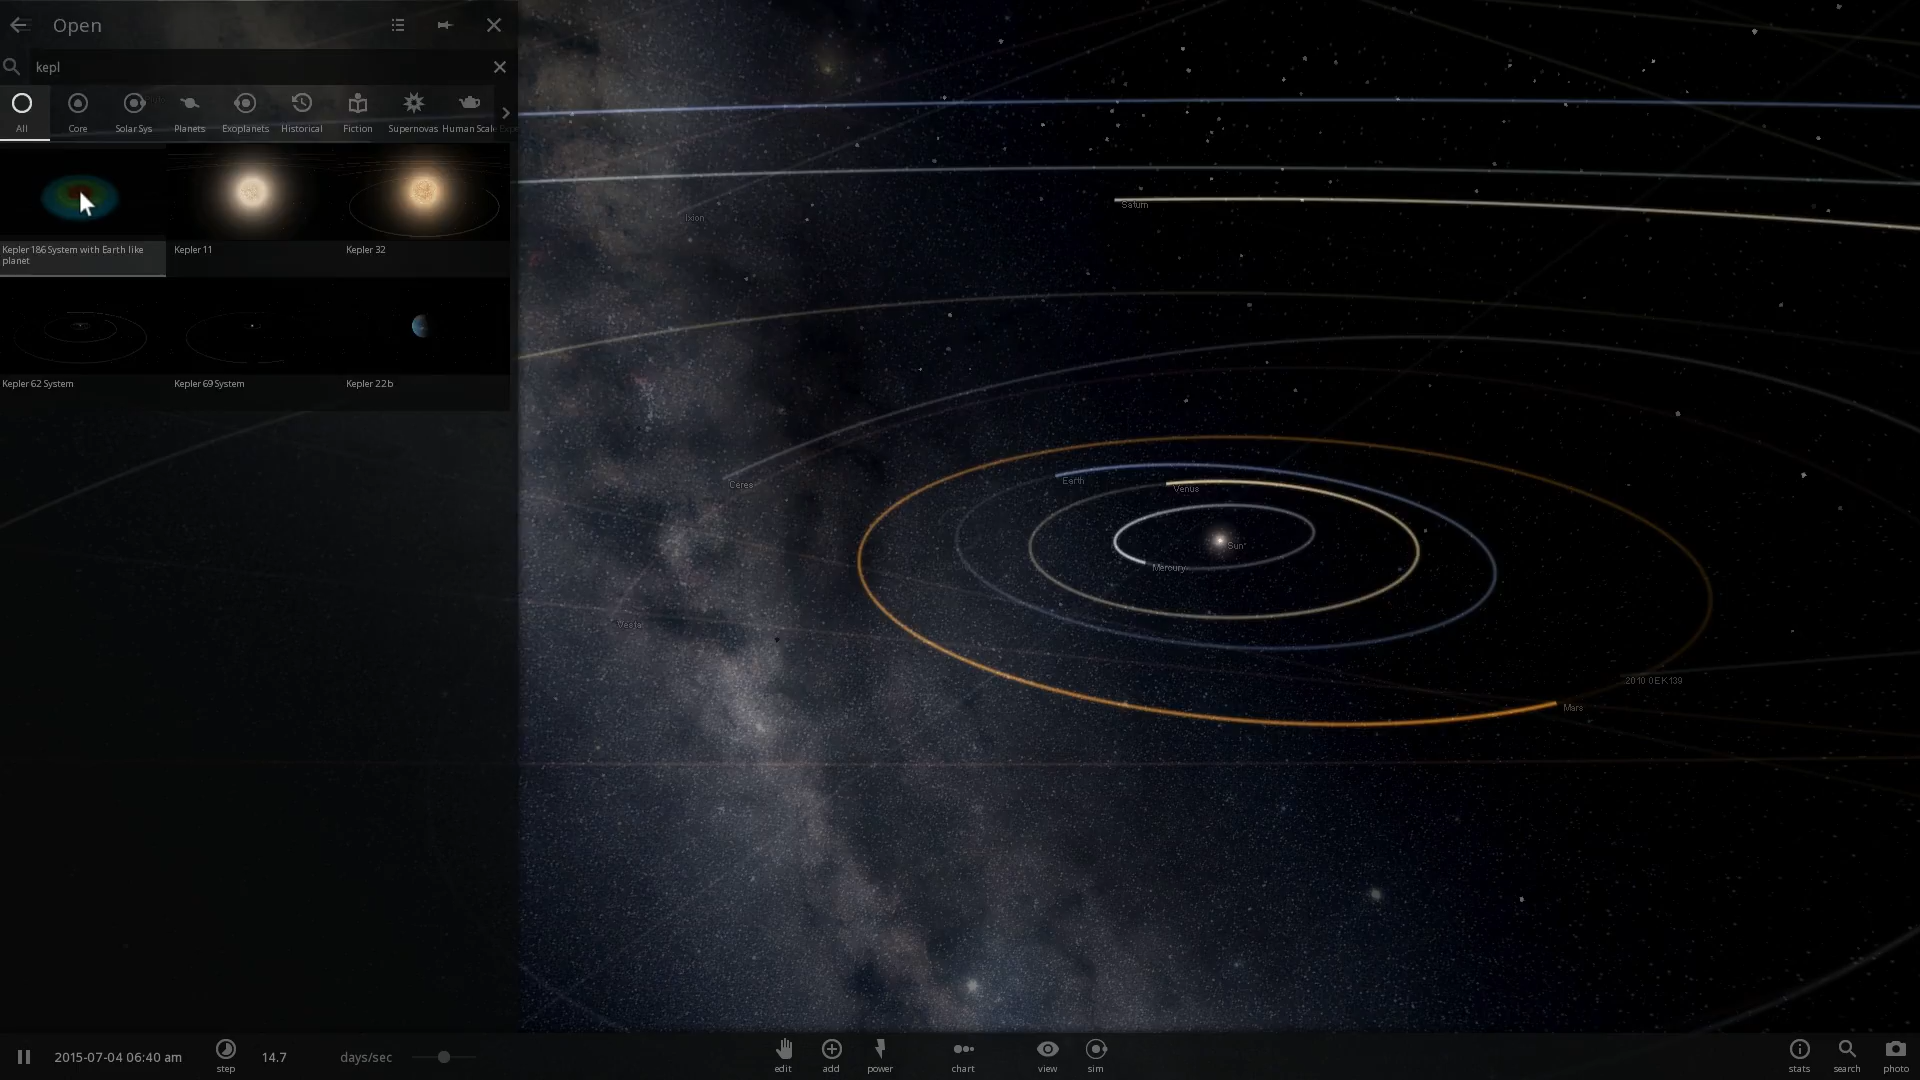 Open
kepl
All
Core
Solar Sys
Planets
Exoplanets
Historical
Fiction
Supernovas
Human Scal
Kepler 186 System with Earth like
planet
Kepler 11
Kepler 32
Kepler 62 System
Kepler 69 System
Kepler 22b
Ixion
Saturn
Ceres
Earth
Venus
Sun
Mercury
Vesta
2010 OEK139
Mars
2015-07-04 06:40 am
step
14.7
days/sec
edit
add
power
chart
view
sim
stats
search
photo